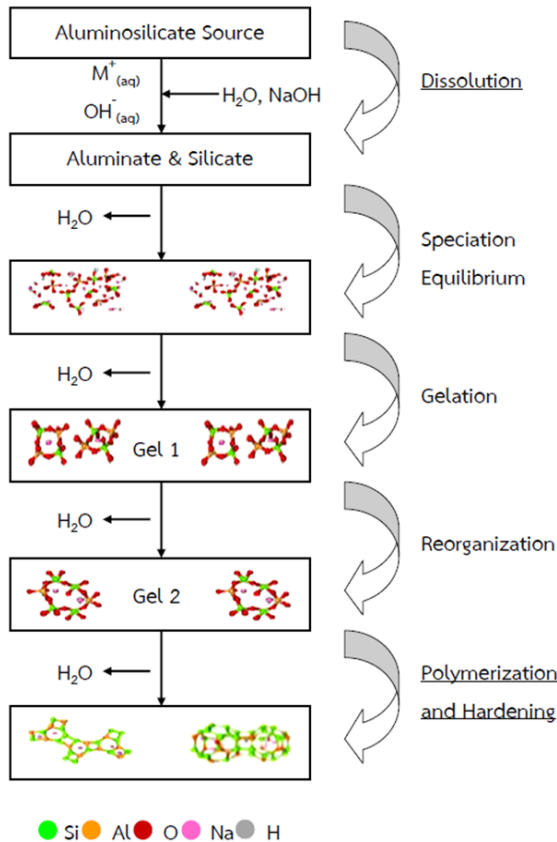 Aluminosilicate Source
M⁺(aq)
OH⁻(aq)
H₂O, NaOH
Dissolution
Aluminate & Silicate
H₂O
Speciation
Equilibrium
H₂O
Gelation
Gel 1
H₂O
Reorganization
Gel 2
H₂O
Polymerization
and Hardening
Si Al O Na H